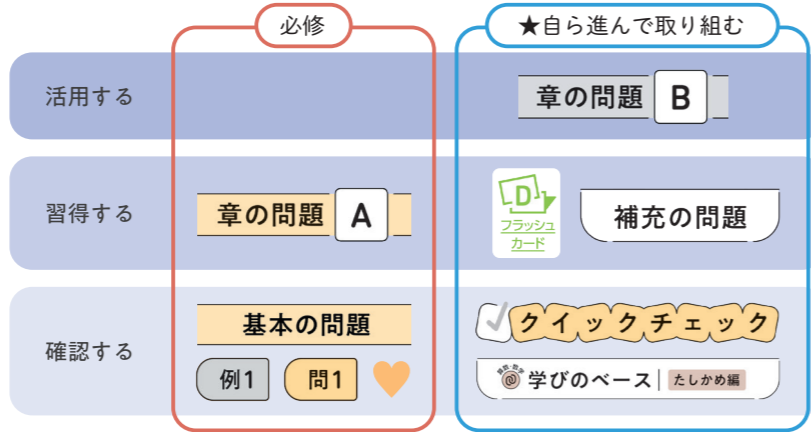 必修
★自ら進んで取り組む
活用する
章の問題 B
習得する
章の問題 A
D
フラッシュ
カード
補充の問題
確認する
基本の問題
例1
問1
クイックチェック
学びのベース たしかめ編